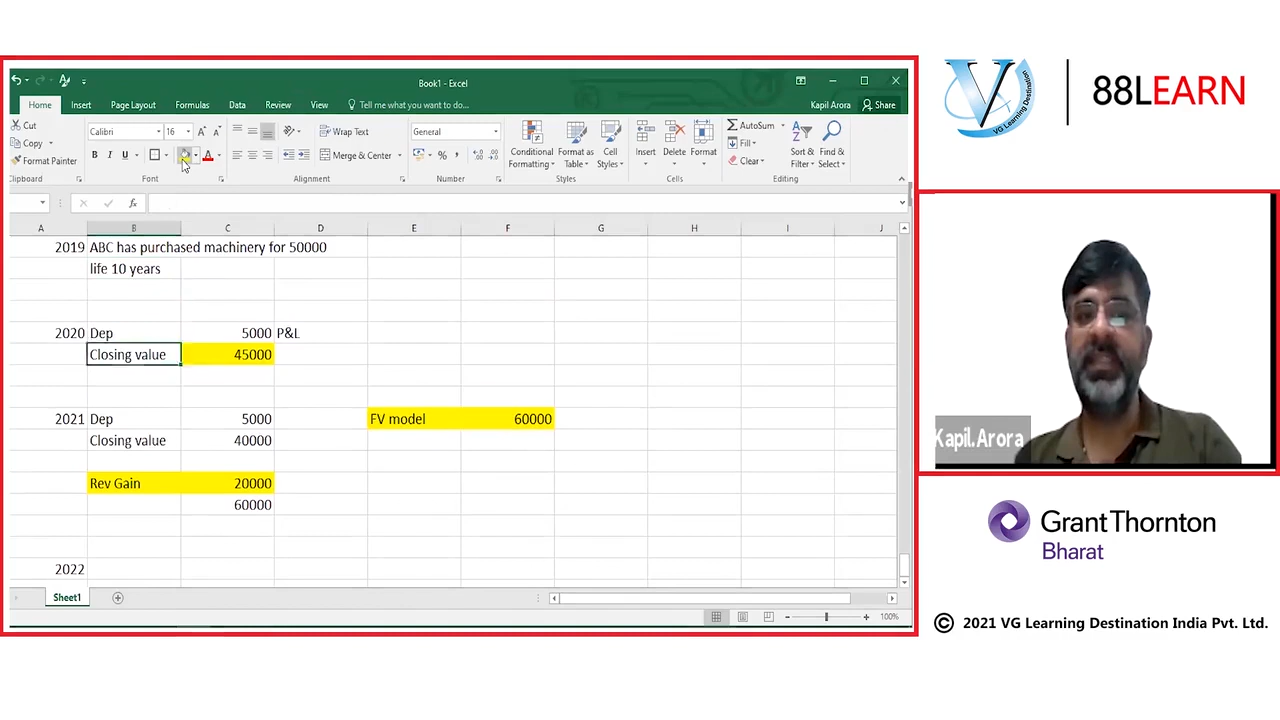 Book1 - Excel
Home Insert Page Layout Formulas Data Review View Tell me what you want to do... Kapil Arora Share
Cut
Copy
Format Painter
Clipboard
Calibri 16
B I U
Font
Wrap Text
Merge & Center
Alignment
General
Number
Conditional Formatting
Format as Table
Cell Styles
Styles
Insert Delete Format
Cells
AutoSum
Fill
Clear
Sort & Filter
Find & Select
Editing
fx
A B C D E F G H I J
2019 ABC has purchased machinery for 50000
life 10 years
2020 Dep 5000 P&L
Closing value 45000
2021 Dep 5000 FV model 60000
Closing value 40000
Rev Gain 20000
60000
2022
Sheet1
100%
V
VG Learning Destination
88LEARN
Kapil.Arora
Grant Thornton
Bharat
© 2021 VG Learning Destination India Pvt. Ltd.